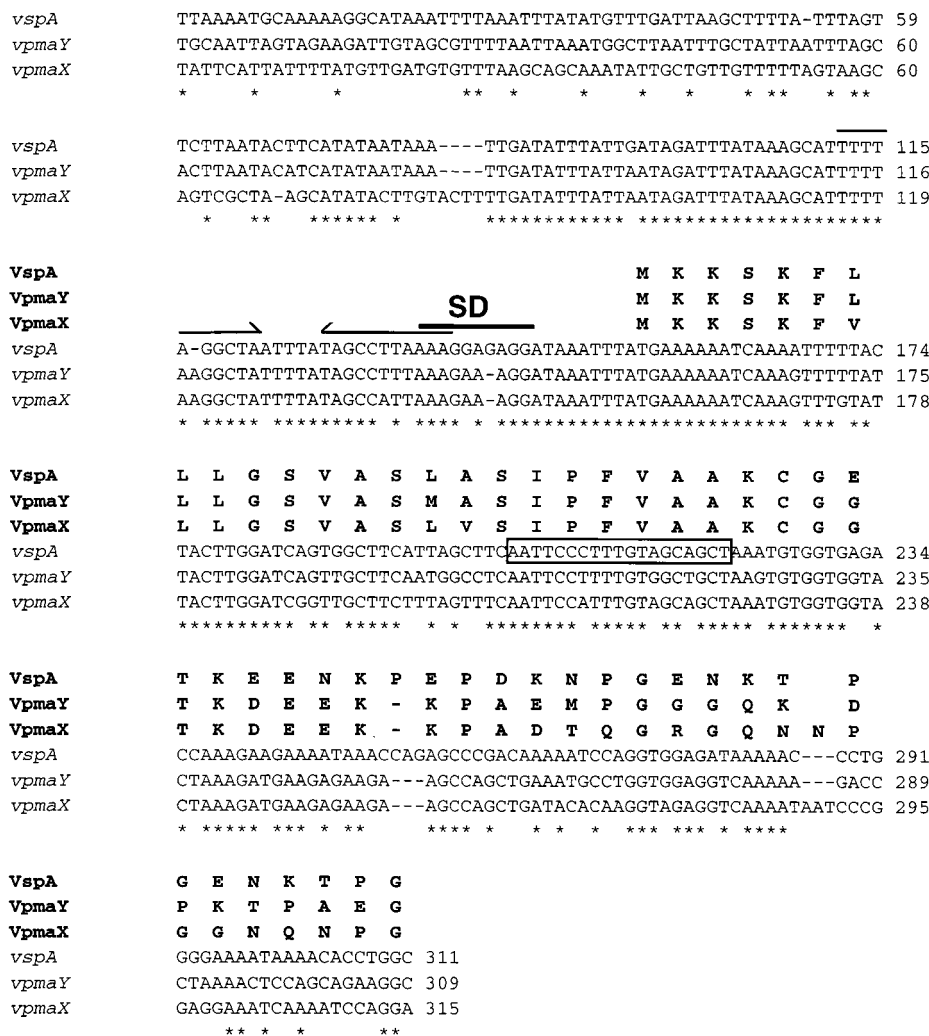 vspA TTAAAATGCAAAAAGGCATAAATTTTAAATTTATATGTTTGATTAAGCTTTTA-TTTAGT 59
vpmaY TGCAATTAGTAGAAGATTGTAGCGTTTTAATTAAATGGCTTAATTTGCTATTAATTTAGC 60
vpmaX TATTCATTATTTTATGTTGATGTGTTTAAGCAGCAAATATTGCTGTTGTTTTTAGTAAGC 60
* * * ** * * * * * ** * **
vspA TCTTAATACTTCATATAATAAA----TTGATATTTATTGATAGATTTATAAAGCATTTTT 115
vpmaY ACTTAATACATCATATAATAAA----TTGATATTTATTAATAGATTTATAAAGCATTTTT 116
vpmaX AGTCGCTA-AGCATATACTTGTACTTTTGATATTTATTAATAGATTTATAAAGCATTTTT 119
* ** ****** * ************ *********************
VspA M K K S K F L
VpmaY M K K S K F L
VpmaX M K K S K F V
SD
vspA A-GGCTAATTTATAGCCTTAAAAGGAGAGGATAAATTTATGAAAAAATCAAAATTTTTAC 174
vpmaY AAGGCTATTTTATAGCCTTTAAAGAA-AGGATAAATTTATGAAAAAATCAAAGTTTTTAT 175
vpmaX AAGGCTATTTTATAGCCATTAAAGAA-AGGATAAATTTATGAAAAAATCAAAGTTTGTAT 178
* ***** ********* * **** * ************************* *** **
VspA L L G S V A S L A S I P F V A A K C G E
VpmaY L L G S V A S M A S I P F V A A K C G G
VpmaX L L G S V A S L V S I P F V A A K C G G
vspA TACTTGGATCAGTGGCTTCATTAGCTTCAATTCCCTTTGTAGCAGCTAAATGTGGTGAGA 234
vpmaY TACTTGGATCAGTTGCTTCAATGGCCTCAATTCCTTTTGTGGCTGCTAAGTGTGGTGGTA 235
vpmaX TACTTGGATCGGTTGCTTCTTTAGTTTCAATTCCATTTGTAGCAGCTAAATGTGGTGGTA 238
********** ** ***** * * ******** ***** ** ***** ******* *
VspA T K E E N K P E P D K N P G E N K T P
VpmaY T K D E E K - K P A E M P G G G Q K D
VpmaX T K D E E K - K P A D T Q G R G Q N N P
vspA CCAAAGAAGAAAATAAACCAGAGCCCGACAAAAATCCAGGTGGAGATAAAAAC---CCTG 291
vpmaY CTAAAGATGAAGAGAAGA---AGCCAGCTGAAATGCCTGGTGGAGGTCAAAAA---GACC 289
vpmaX CTAAAGATGAAGAGAAGA---AGCCAGCTGATACACAAGGTAGAGGTCAAAATAATCCCG 295
* ***** *** * ** **** * * * * *** *** * ****
VspA G E N K T P G
VpmaY P K T P A E G
VpmaX G G N Q N P G
vspA GGGAAAATAAAACACCTGGC 311
vpmaY CTAAAACTCCAGCAGAAGGC 309
vpmaX GAGGAAATCAAAATCCAGGA 315
** * * **